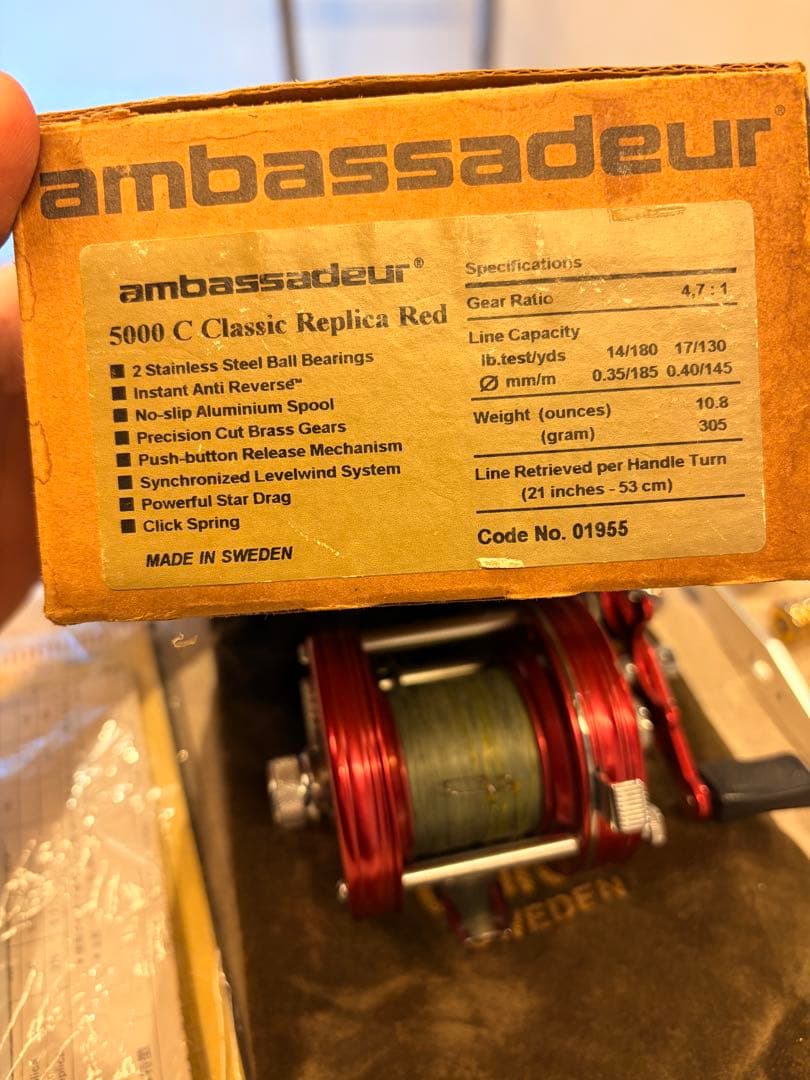 ambassadeur®
ambassadeur®
5000 C Classic Replica Red
2 Stainless Steel Ball Bearings
Instant Anti Reverse™
No-slip Aluminium Spool
Precision Cut Brass Gears
Push-button Release Mechanism
Synchronized Levelwind System
Powerful Star Drag
Click Spring
MADE IN SWEDEN
Specifications
Gear Ratio 4,7 : 1
Line Capacity
lb.test/yds 14/180 17/130
Ø mm/m 0.35/185 0.40/145
Weight (ounces) 10.8
(gram) 305
Line Retrieved per Handle Turn
(21 inches - 53 cm)
Code No. 01955
SWEDEN